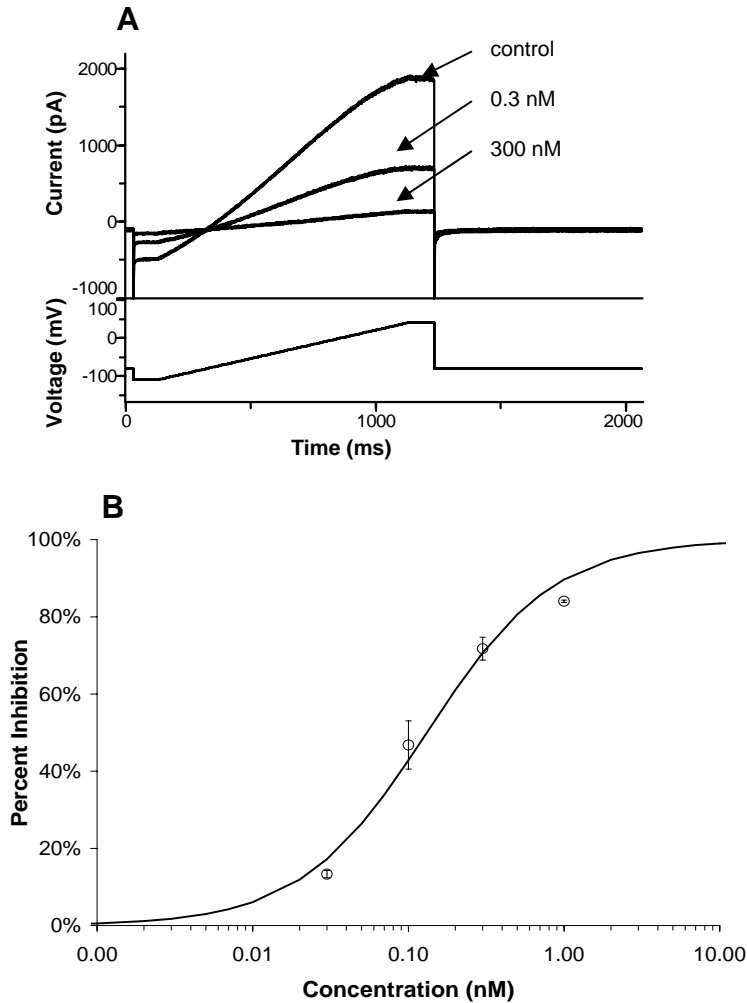 A
2000
1000
0
-1000
Current (pA)
control
0.3 nM
300 nM
100
0
-100
Voltage (mV)
0
1000
2000
Time (ms)
B
100%
80%
60%
40%
20%
0%
Percent Inhibition
0.00
0.01
0.10
1.00
10.00
Concentration (nM)